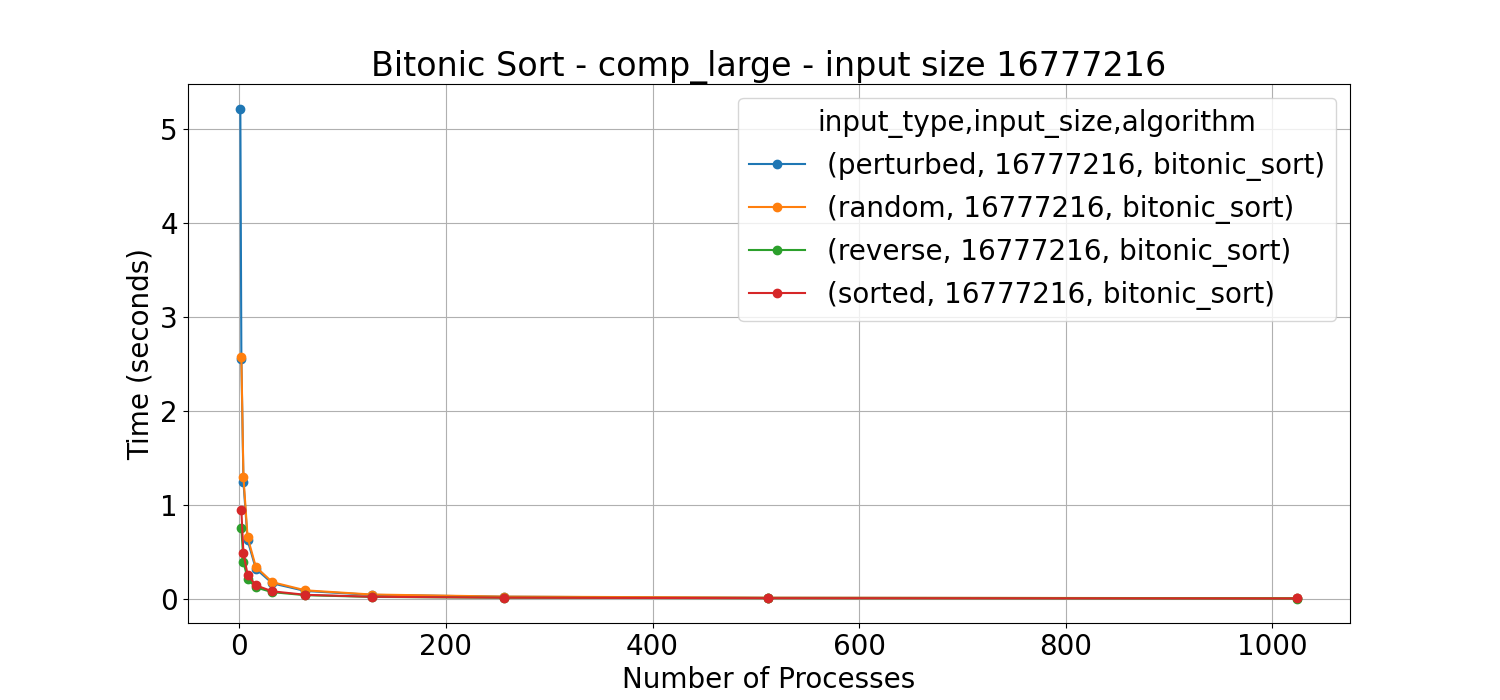 Bitonic Sort - comp_large - input size 16777216
input_type,input_size,algorithm
(perturbed, 16777216, bitonic_sort)
(random, 16777216, bitonic_sort)
(reverse, 16777216, bitonic_sort)
(sorted, 16777216, bitonic_sort)
Time (seconds)
5
4
3
2
1
0
0 200 400 600 800 1000
Number of Processes